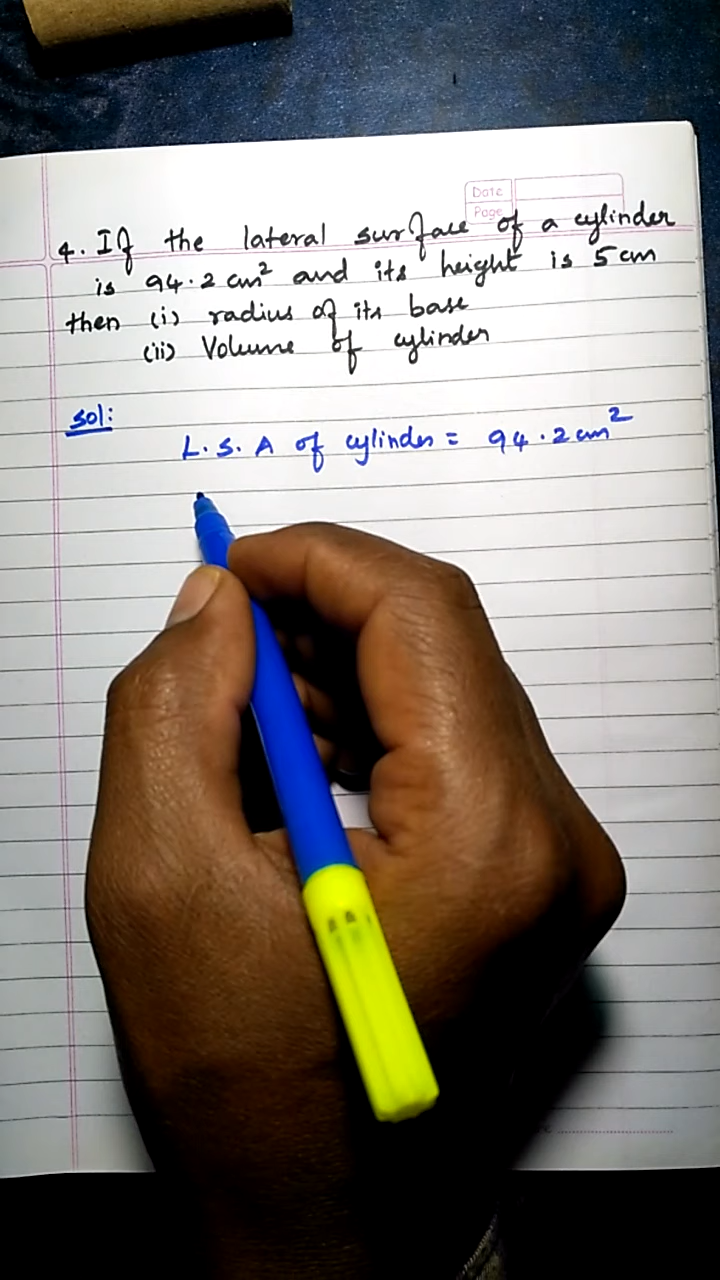 Date
Page
4. If the lateral surface of a cylinder
is 94.2 cm² and its height is 5 cm
then (i) radius of its base
(ii) Volume of cylinder
Sol:
L.S.A of cylinder = 94.2 cm²